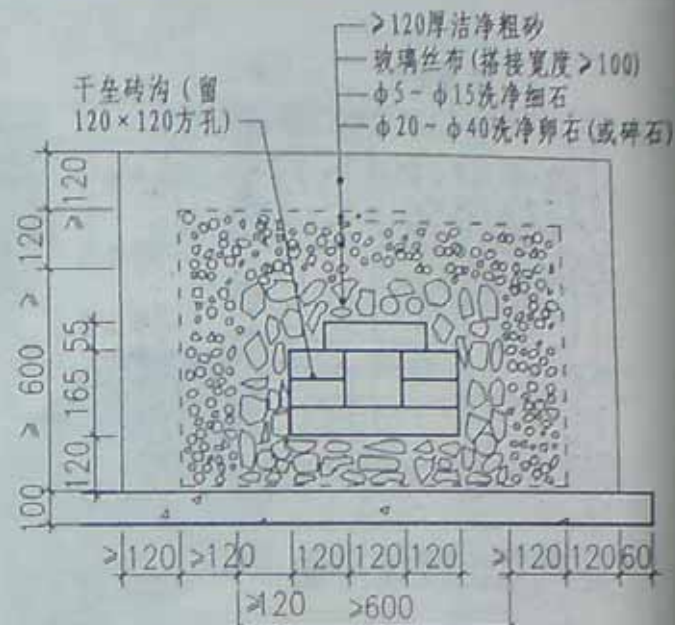 ≥120厚洁净粗砂
玻璃丝布(搭接宽度≥100)
φ5~φ15洗净细石
φ20~φ40洗净卵石(或碎石)
干垒砖沟(留
120×120方孔)
≥120
≥120
≥600
55
165
120
100
≥120 ≥120 120 120 120 ≥120 120 60
≥120 ≥600